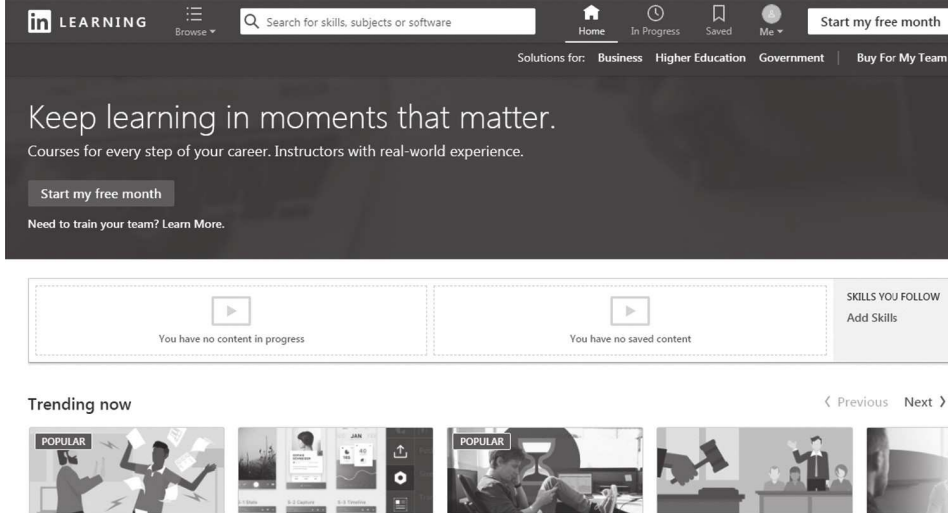 in LEARNING
Browse
Search for skills, subjects or software
Home
In Progress
Saved
Me
Start my free month
Solutions for: Business Higher Education Government | Buy For My Team
Keep learning in moments that matter.
Courses for every step of your career. Instructors with real-world experience.
Start my free month
Need to train your team? Learn More.
You have no content in progress
You have no saved content
SKILLS YOU FOLLOW
Add Skills
Trending now
Previous Next
POPULAR
JAN
POPULAR